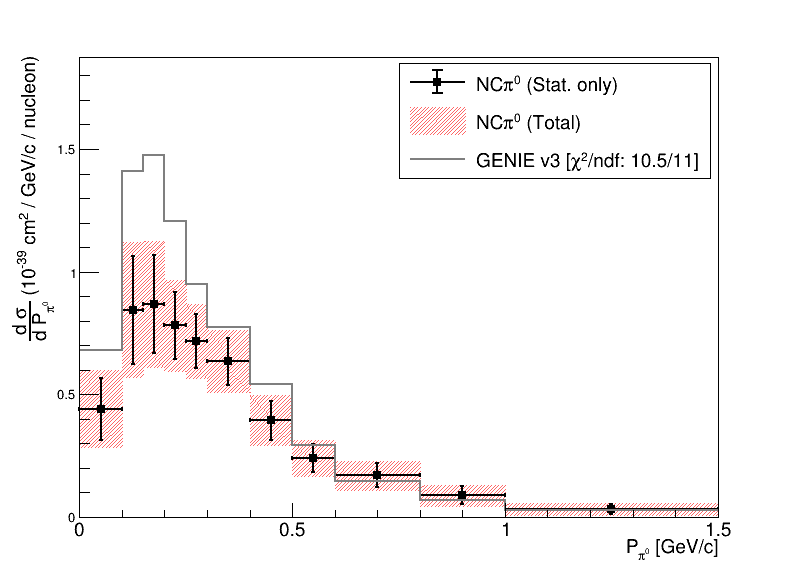 NCπ⁰ (Stat. only)
NCπ⁰ (Total)
GENIE v3 [χ²/ndf: 10.5/11]
dσ/dP_π⁰ (10⁻³⁹ cm² / GeV/c / nucleon)
1.5
1
0.5
0
0 0.5 1 1.5
P_π⁰ [GeV/c]